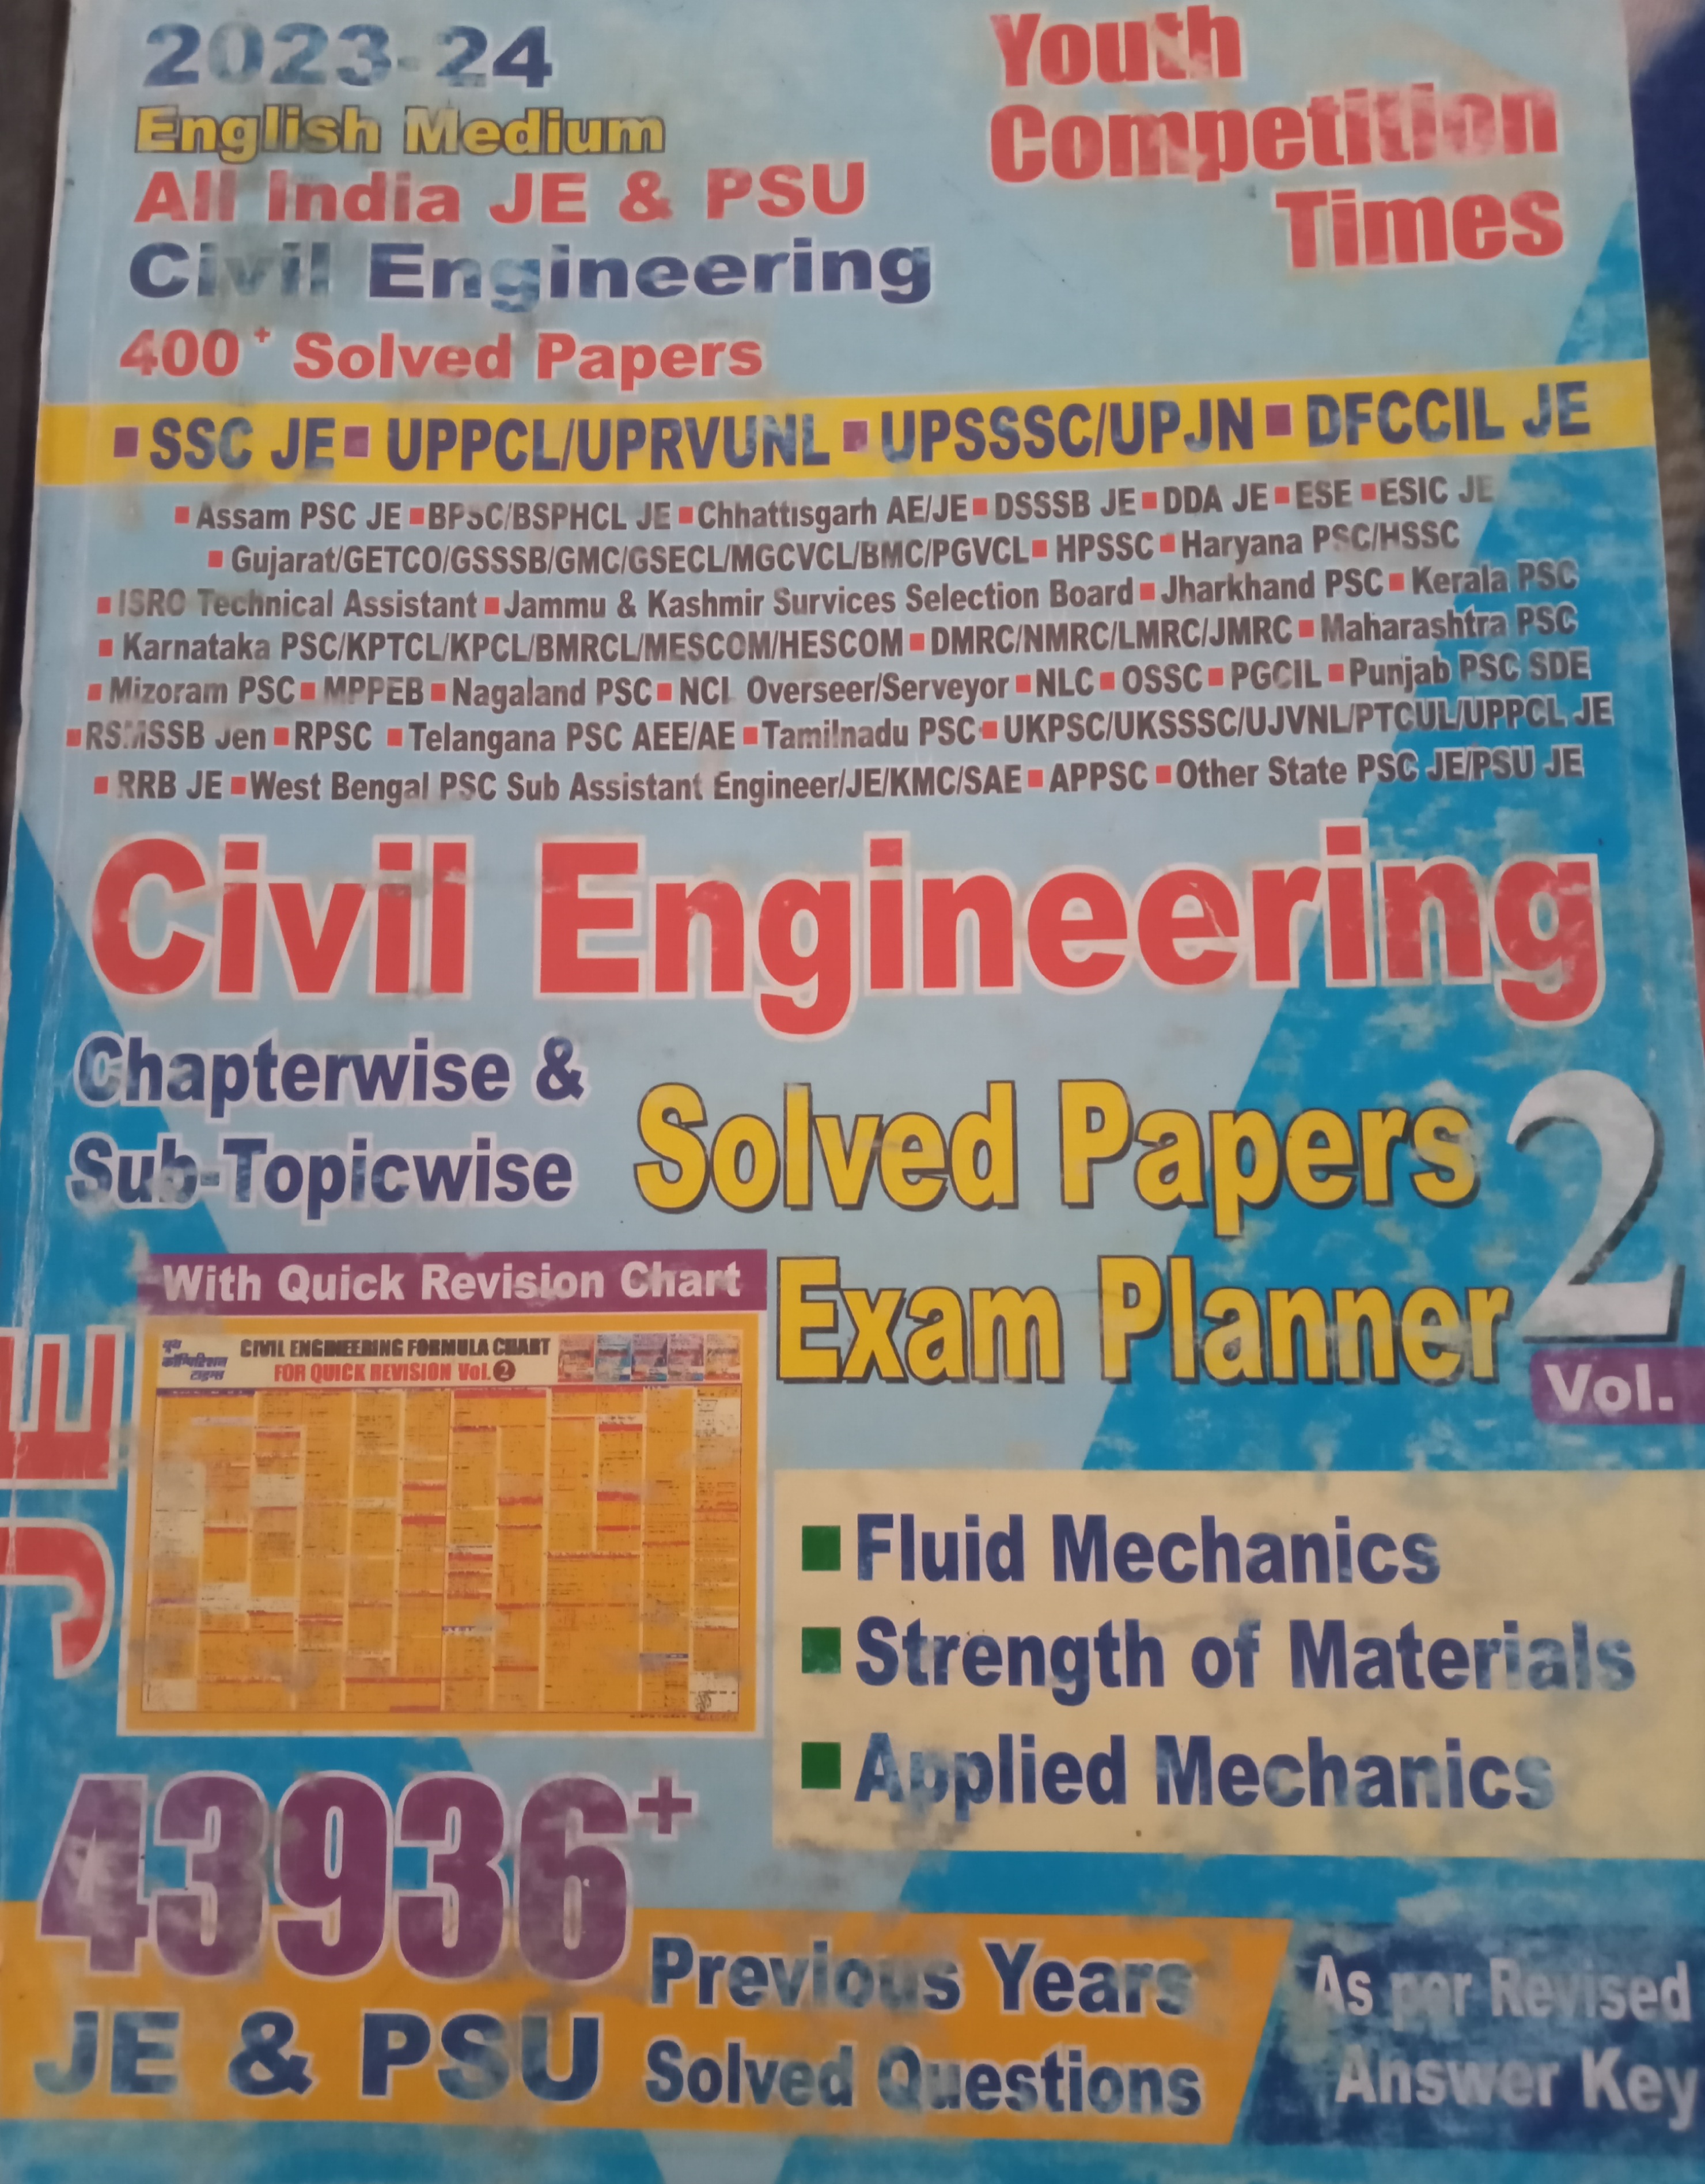 2023-24
English Medium
All India JE & PSU
Civil Engineering
400+ Solved Papers
Youth
Competition
Times
▪ SSC JE ▪ UPPCL/UPRVUNL ▪ UPSSSC/UPJN ▪ DFCCIL JE
▪ Assam PSC JE ▪ BPSC/BSPHCL JE ▪ Chhattisgarh AE/JE ▪ DSSSB JE ▪ DDA JE ▪ ESE ▪ ESIC JE
▪ Gujarat/GETCO/GSSSB/GMC/GSECL/MGCVCL/BMC/PGVCL ▪ HPSSC ▪ Haryana PSC/HSSC
▪ ISRO Technical Assistant ▪ Jammu & Kashmir Survices Selection Board ▪ Jharkhand PSC ▪ Kerala PSC
▪ Karnataka PSC/KPTCL/KPCL/BMRCL/MESCOM/HESCOM ▪ DMRC/NMRC/LMRC/JMRC ▪ Maharashtra PSC
▪ Mizoram PSC ▪ MPPEB ▪ Nagaland PSC ▪ NCL Overseer/Serveyor ▪ NLC ▪ OSSC ▪ PGCIL ▪ Punjab PSC SDE
▪ RSMSSB Jen ▪ RPSC ▪ Telangana PSC AEE/AE ▪ Tamilnadu PSC ▪ UKPSC/UKSSSC/UJVNL/PTCUL/UPPCL JE
▪ RRB JE ▪ West Bengal PSC Sub Assistant Engineer/JE/KMC/SAE ▪ APPSC ▪ Other State PSC JE/PSU JE
Civil Engineering
Chapterwise &
Sub-Topicwise
Solved Papers
Exam Planner
2
Vol.
With Quick Revision Chart
यूथ
कॉम्पिटिशन
टाइम्स
CIVIL ENGINEERING FORMULA CHART
FOR QUICK REVISION Vol. 2
JE
▪ Fluid Mechanics
▪ Strength of Materials
▪ Applied Mechanics
43936+
JE & PSU
Previous Years
Solved Questions
As per Revised
Answer Key